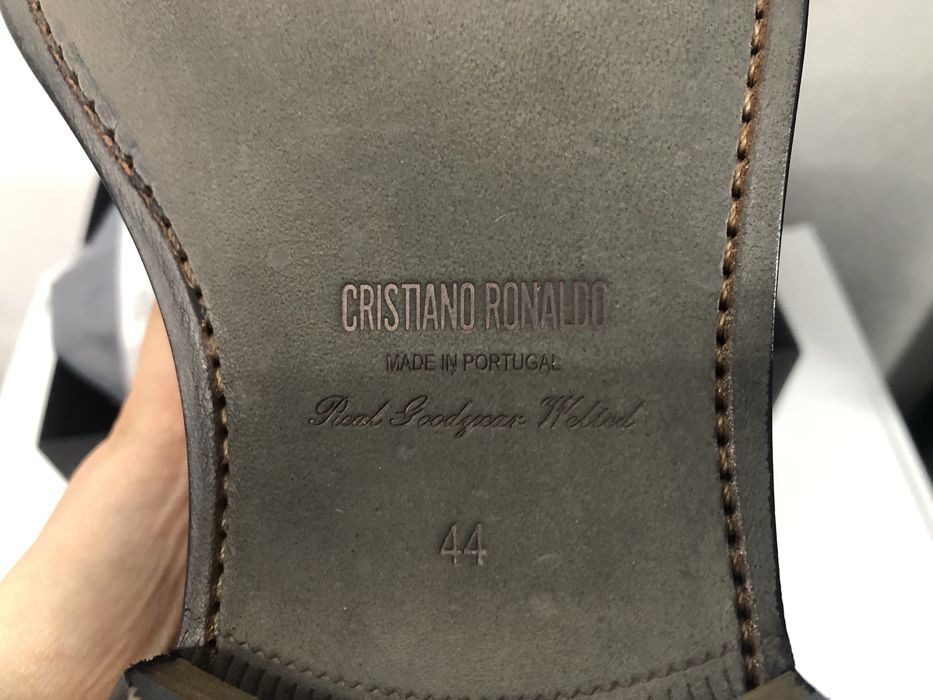 CRISTIANO RONALDO
MADE IN PORTUGAL
Real Goodyear Welted
44